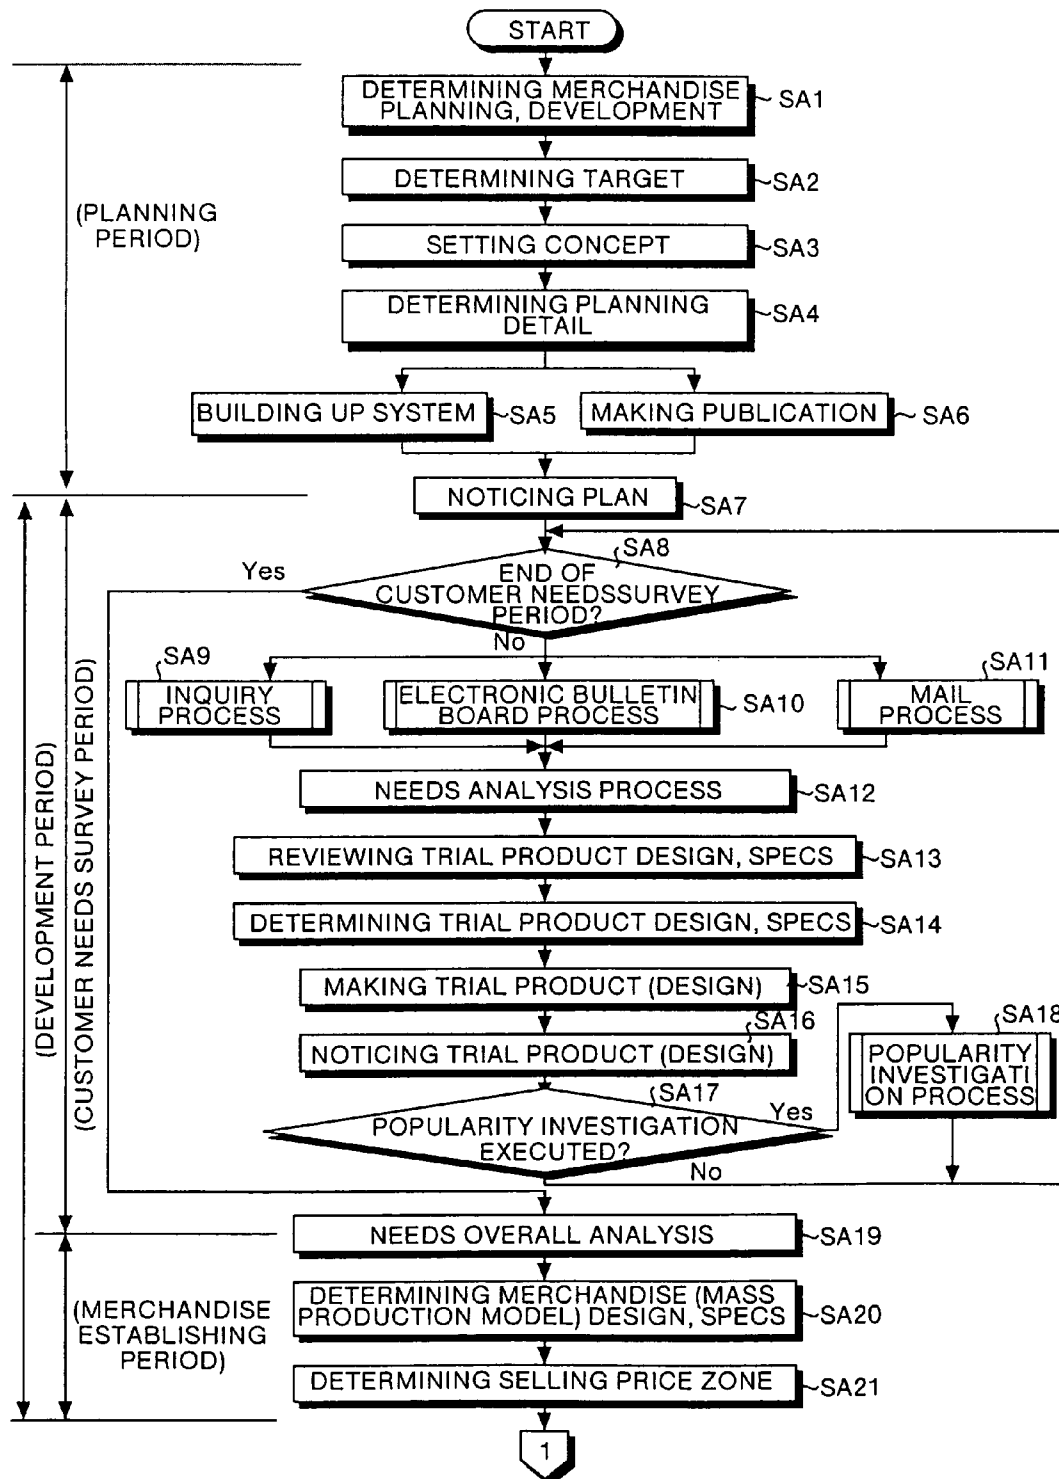 START
DETERMINING MERCHANDISE
PLANNING, DEVELOPMENT
SA1
DETERMINING TARGET
SA2
(PLANNING
PERIOD)
SETTING CONCEPT
SA3
DETERMINING PLANNING
DETAIL
SA4
BUILDING UP SYSTEM
SA5
MAKING PUBLICATION
SA6
NOTICING PLAN
SA7
SA8
Yes
END OF
CUSTOMER NEEDSSURVEY
PERIOD?
No
SA9
INQUIRY
PROCESS
ELECTRONIC BULLETIN
BOARD PROCESS
SA10
SA11
MAIL
PROCESS
(DEVELOPMENT PERIOD)
(CUSTOMER NEEDS SURVEY PERIOD)
NEEDS ANALYSIS PROCESS
SA12
REVIEWING TRIAL PRODUCT DESIGN, SPECS
SA13
DETERMINING TRIAL PRODUCT DESIGN, SPECS
SA14
MAKING TRIAL PRODUCT (DESIGN)
SA15
SA16
NOTICING TRIAL PRODUCT (DESIGN)
SA18
POPULARITY
INVESTIGATI
ON PROCESS
SA17
Yes
POPULARITY INVESTIGATION
EXECUTED?
No
NEEDS OVERALL ANALYSIS
SA19
(MERCHANDISE
ESTABLISHING
PERIOD)
DETERMINING MERCHANDISE (MASS
PRODUCTION MODEL) DESIGN, SPECS
SA20
DETERMINING SELLING PRICE ZONE
SA21
1